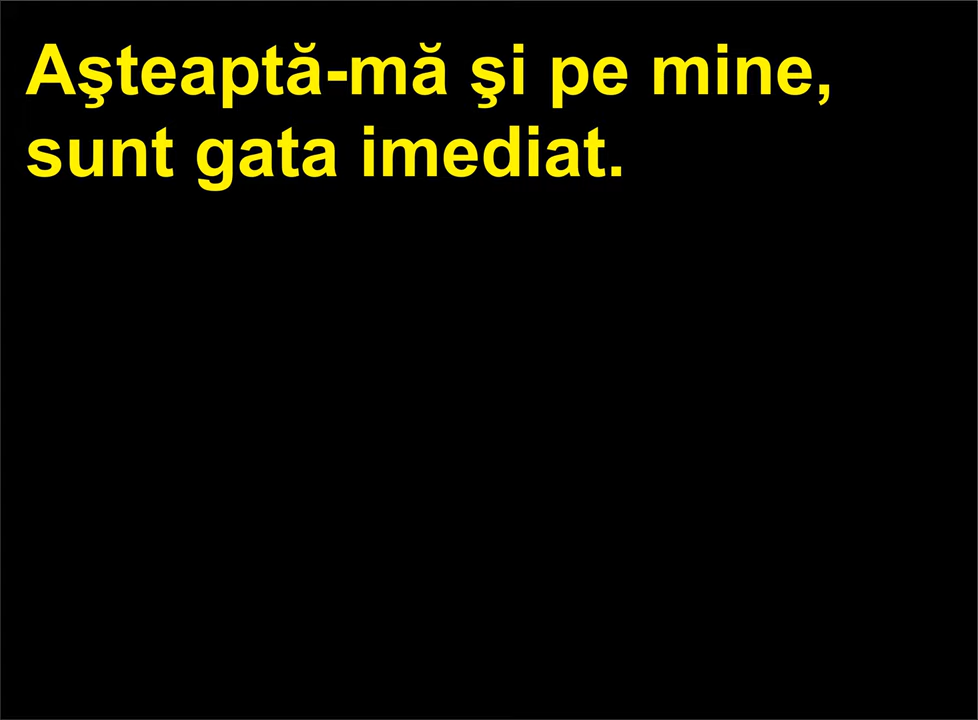 Aşteaptă-mă şi pe mine,
sunt gata imediat.